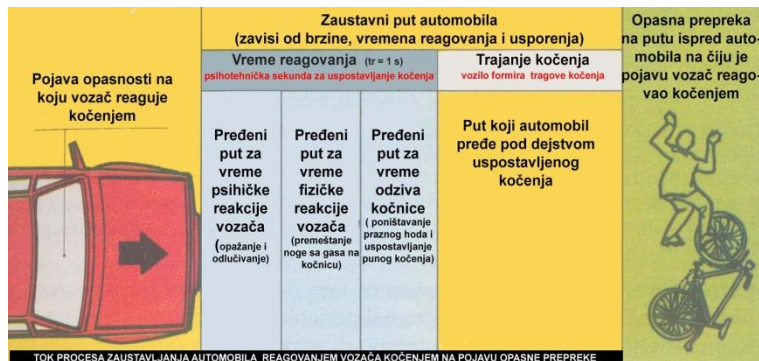 Zaustavni put automobila
(zavisi od brzine, vremena reagovanja i usporenja)
Vreme reagovanja (tr = 1 s)
psihotehnička sekunda za uspostavljanje kočenja
Trajanje kočenja
vozilo formira tragove kočenja
Opasna prepreka
na putu ispred auto-
mobila na čiju je
pojavu vozač reago-
vao kočenjem
Pojava opasnosti na
koju vozač reaguje
kočenjem
Pređeni
put za
vreme
psihičke
reakcije
vozača
(opažanje i
odlučivanje)
Pređeni
put za
vreme
fizičke
reakcije
vozača
(premeštanje
noge sa gasa na
kočnicu)
Pređeni
put za
vreme
odziva
kočnice
( poništavanje
praznog hoda i
uspostavljanje
punog kočenja)
Put koji automobil
pređe pod dejstvom
uspostavljenog
kočenja
TOK PROCESA ZAUSTAVLJANJA AUTOMOBILA REAGOVANJEM VOZAČA KOČENJEM NA POJAVU OPASNE PREPREKE